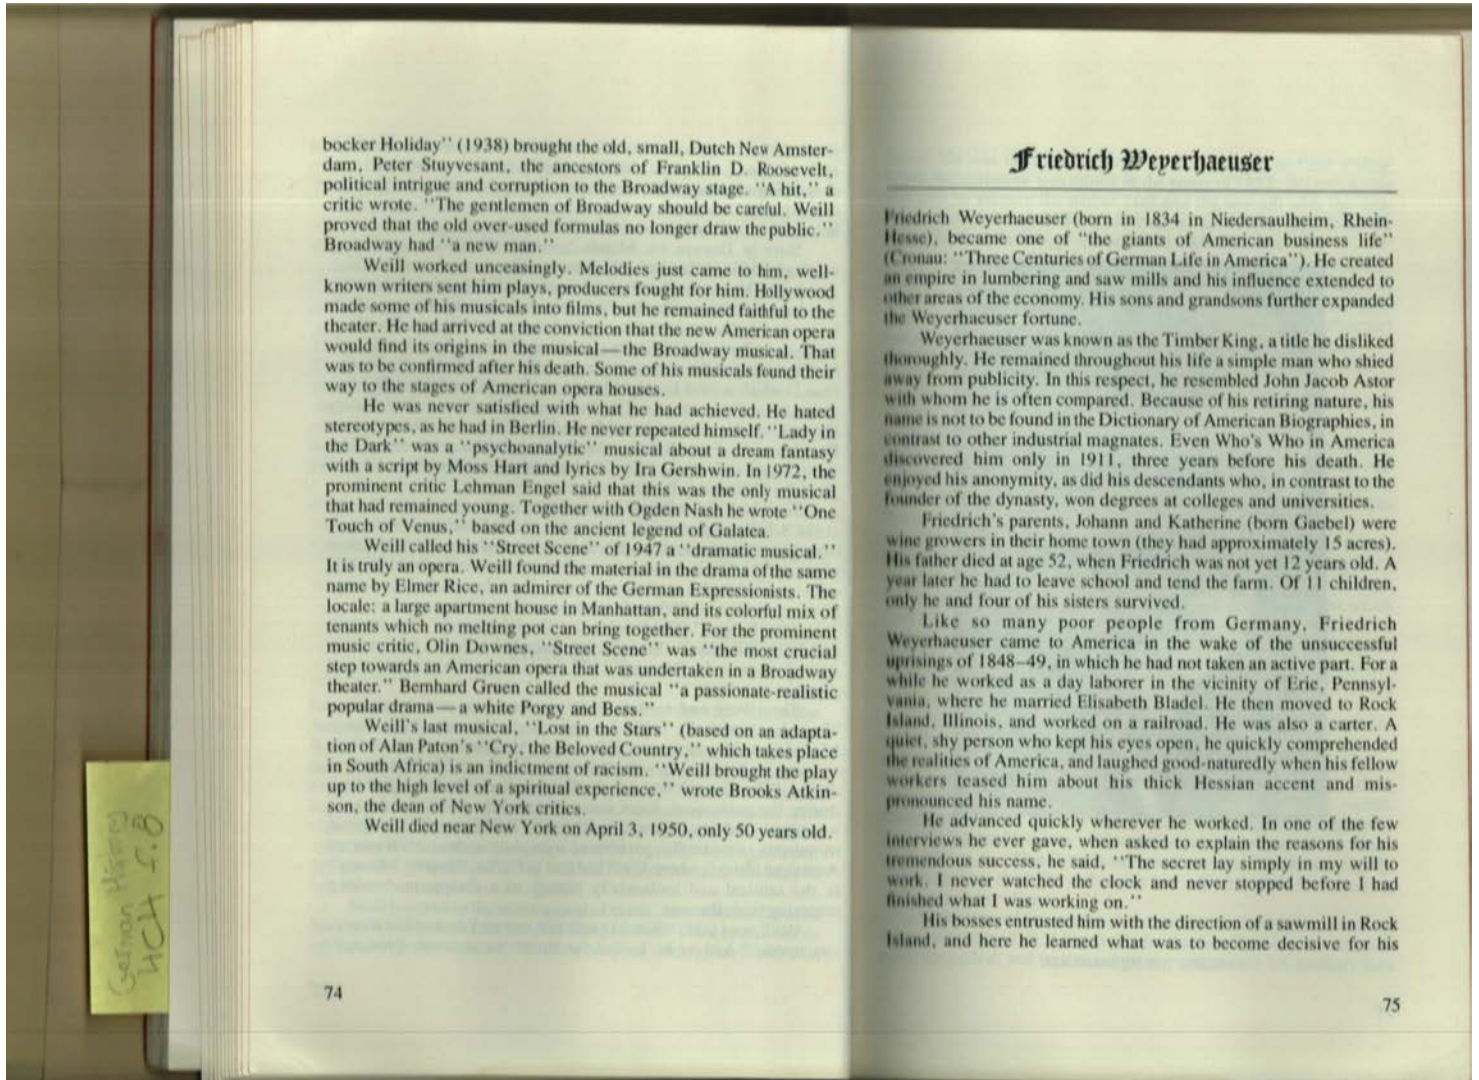 bocker Holiday'' (1938) brought the old, small, Dutch New Amster-
dam, Peter Stuyvesant, the ancestors of Franklin D. Roosevelt,
political intrigue and corruption to the Broadway stage. ''A hit,'' a
critic wrote. ''The gentlemen of Broadway should be careful. Weill
proved that the old over-used formulas no longer draw the public.''
Broadway had ''a new man.''
Weill worked unceasingly. Melodies just came to him, well-
known writers sent him plays, producers fought for him. Hollywood
made some of his musicals into films, but he remained faithful to the
theater. He had arrived at the conviction that the new American opera
would find its origins in the musical—the Broadway musical. That
was to be confirmed after his death. Some of his musicals found their
way to the stages of American opera houses.
He was never satisfied with what he had achieved. He hated
stereotypes, as he had in Berlin. He never repeated himself. ''Lady in
the Dark'' was a ''psychoanalytic'' musical about a dream fantasy
with a script by Moss Hart and lyrics by Ira Gershwin. In 1972, the
prominent critic Lehman Engel said that this was the only musical
that had remained young. Together with Ogden Nash he wrote ''One
Touch of Venus,'' based on the ancient legend of Galatea.
Weill called his ''Street Scene'' of 1947 a ''dramatic musical.''
It is truly an opera. Weill found the material in the drama of the same
name by Elmer Rice, an admirer of the German Expressionists. The
locale: a large apartment house in Manhattan, and its colorful mix of
tenants which no melting pot can bring together. For the prominent
music critic, Olin Downes, ''Street Scene'' was ''the most crucial
step towards an American opera that was undertaken in a Broadway
theater.'' Bernhard Gruen called the musical ''a passionate-realistic
popular drama—a white Porgy and Bess.''
Weill's last musical, ''Lost in the Stars'' (based on an adapta-
tion of Alan Paton's ''Cry, the Beloved Country,'' which takes place
in South Africa) is an indictment of racism. ''Weill brought the play
up to the high level of a spiritual experience,'' wrote Brooks Atkin-
son, the dean of New York critics.
Weill died near New York on April 3, 1950, only 50 years old.
74
German History
HCH f.8
Friedrich Weyerhaeuser
Friedrich Weyerhaeuser (born in 1834 in Niedersaulheim, Rhein-
Hesse), became one of "the giants of American business life"
(Cronau: "Three Centuries of German Life in America"). He created
an empire in lumbering and saw mills and his influence extended to
other areas of the economy. His sons and grandsons further expanded
the Weyerhaeuser fortune.
Weyerhaeuser was known as the Timber King, a title he disliked
thoroughly. He remained throughout his life a simple man who shied
away from publicity. In this respect, he resembled John Jacob Astor
with whom he is often compared. Because of his retiring nature, his
name is not to be found in the Dictionary of American Biographies, in
contrast to other industrial magnates. Even Who's Who in America
discovered him only in 1911, three years before his death. He
enjoyed his anonymity, as did his descendants who, in contrast to the
founder of the dynasty, won degrees at colleges and universities.
Friedrich's parents, Johann and Katherine (born Gaebel) were
wine growers in their home town (they had approximately 15 acres).
His father died at age 52, when Friedrich was not yet 12 years old. A
year later he had to leave school and tend the farm. Of 11 children,
only he and four of his sisters survived.
Like so many poor people from Germany, Friedrich
Weyerhaeuser came to America in the wake of the unsuccessful
uprisings of 1848–49, in which he had not taken an active part. For a
while he worked as a day laborer in the vicinity of Erie, Pennsyl-
vania, where he married Elisabeth Bladel. He then moved to Rock
Island, Illinois, and worked on a railroad. He was also a carter. A
quiet, shy person who kept his eyes open, he quickly comprehended
the realities of America, and laughed good-naturedly when his fellow
workers teased him about his thick Hessian accent and mis-
pronounced his name.
He advanced quickly wherever he worked. In one of the few
interviews he ever gave, when asked to explain the reasons for his
tremendous success, he said, ''The secret lay simply in my will to
work. I never watched the clock and never stopped before I had
finished what I was working on.''
His bosses entrusted him with the direction of a sawmill in Rock
Island, and here he learned what was to become decisive for his
75